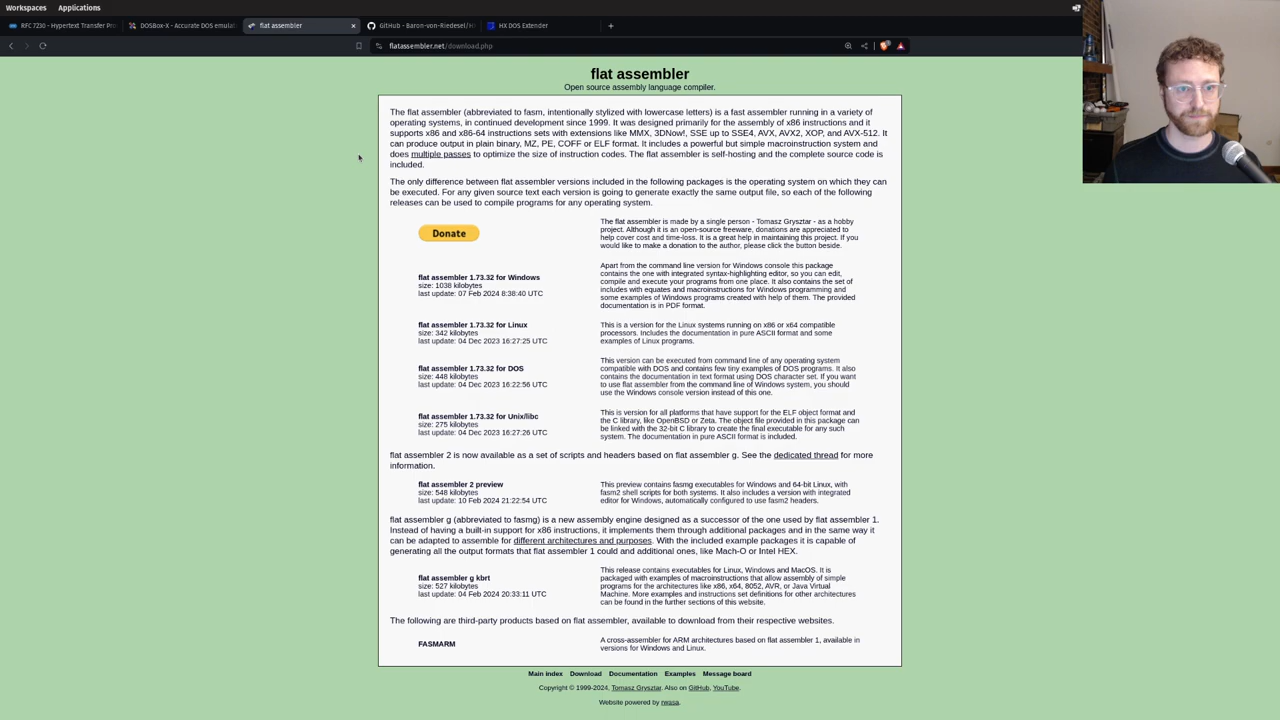 Workspaces Applications
RFC 7230 - Hypertext Transfer Pro
DOSBox-X - Accurate DOS emula
flat assembler
GitHub - Baron-von-Riedesel/H
HX DOS Extender
flatassembler.net/download.php
flat assembler
Open source assembly language compiler.
The flat assembler (abbreviated to fasm, intentionally stylized with lowercase letters) is a fast assembler running in a variety of
operating systems, in continued development since 1999. It was designed primarily for the assembly of x86 instructions and it
supports x86 and x86-64 instructions sets with extensions like MMX, 3DNow!, SSE up to SSE4, AVX, AVX2, XOP, and AVX-512. It
can produce output in plain binary, MZ, PE, COFF or ELF format. It includes a powerful but simple macroinstruction system and
does multiple passes to optimize the size of instruction codes. The flat assembler is self-hosting and the complete source code is
included.
The only difference between flat assembler versions included in the following packages is the operating system on which they can
be executed. For any given source text each version is going to generate exactly the same output file, so each of the following
releases can be used to compile programs for any operating system.
Donate
The flat assembler is made by a single person - Tomasz Grysztar - as a hobby
project. Although it is an open-source freeware, donations are appreciated to
help cover cost and time-loss. It is a great help in maintaining this project. If you
would like to make a donation to the author, please click the button beside.
flat assembler 1.73.32 for Windows
size: 1038 kilobytes
last update: 07 Feb 2024 8:38:40 UTC
Apart from the command line version for Windows console this package
contains the one with integrated syntax-highlighting editor, so you can edit,
compile and execute your programs from one place. It also contains the set of
includes with equates and macroinstructions for Windows programming and
some examples of Windows programs created with help of them. The provided
documentation is in PDF format.
flat assembler 1.73.32 for Linux
size: 342 kilobytes
last update: 04 Dec 2023 16:27:25 UTC
This is a version for the Linux systems running on x86 or x64 compatible
processors. Includes the documentation in pure ASCII format and some
examples of Linux programs.
flat assembler 1.73.32 for DOS
size: 448 kilobytes
last update: 04 Dec 2023 16:22:56 UTC
This version can be executed from command line of any operating system
compatible with DOS and contains few tiny examples of DOS programs. It also
contains the documentation in text format using DOS character set. If you want
to use flat assembler from the command line of Windows system, you should
use the Windows console version instead of this one.
flat assembler 1.73.32 for Unix/libc
size: 275 kilobytes
last update: 04 Dec 2023 16:27:26 UTC
This is version for all platforms that have support for the ELF object format and
the C library, like OpenBSD or Zeta. The object file provided in this package can
be linked with the 32-bit C library to create the final executable for any such
system. The documentation in pure ASCII format is included.
flat assembler 2 is now available as a set of scripts and headers based on flat assembler g. See the dedicated thread for more
information.
flat assembler 2 preview
size: 548 kilobytes
last update: 10 Feb 2024 21:22:54 UTC
This preview contains fasmg executables for Windows and 64-bit Linux, with
fasm2 shell scripts for both systems. It also includes a version with integrated
editor for Windows, automatically configured to use fasm2 headers.
flat assembler g (abbreviated to fasmg) is a new assembly engine designed as a successor of the one used by flat assembler 1.
Instead of having a built-in support for x86 instructions, it implements them through additional packages and in the same way it
can be adapted to assemble for different architectures and purposes. With the included example packages it is capable of
generating all the output formats that flat assembler 1 could and additional ones, like Mach-O or Intel HEX.
flat assembler g kbrt
size: 527 kilobytes
last update: 04 Feb 2024 20:33:11 UTC
This release contains executables for Linux, Windows and MacOS. It is
packaged with examples of macroinstructions that allow assembly of simple
programs for the architectures like x86, x64, 8052, AVR, or Java Virtual
Machine. More examples and instructions set definitions for other architectures
can be found in the further sections of this website.
The following are third-party products based on flat assembler, available to download from their respective websites.
FASMARM
A cross-assembler for ARM architectures based on flat assembler 1, available in
versions for Windows and Linux.
Main index Download Documentation Examples Message board
Copyright © 1999-2024, Tomasz Grysztar. Also on GitHub, YouTube.
Website powered by rwasa.